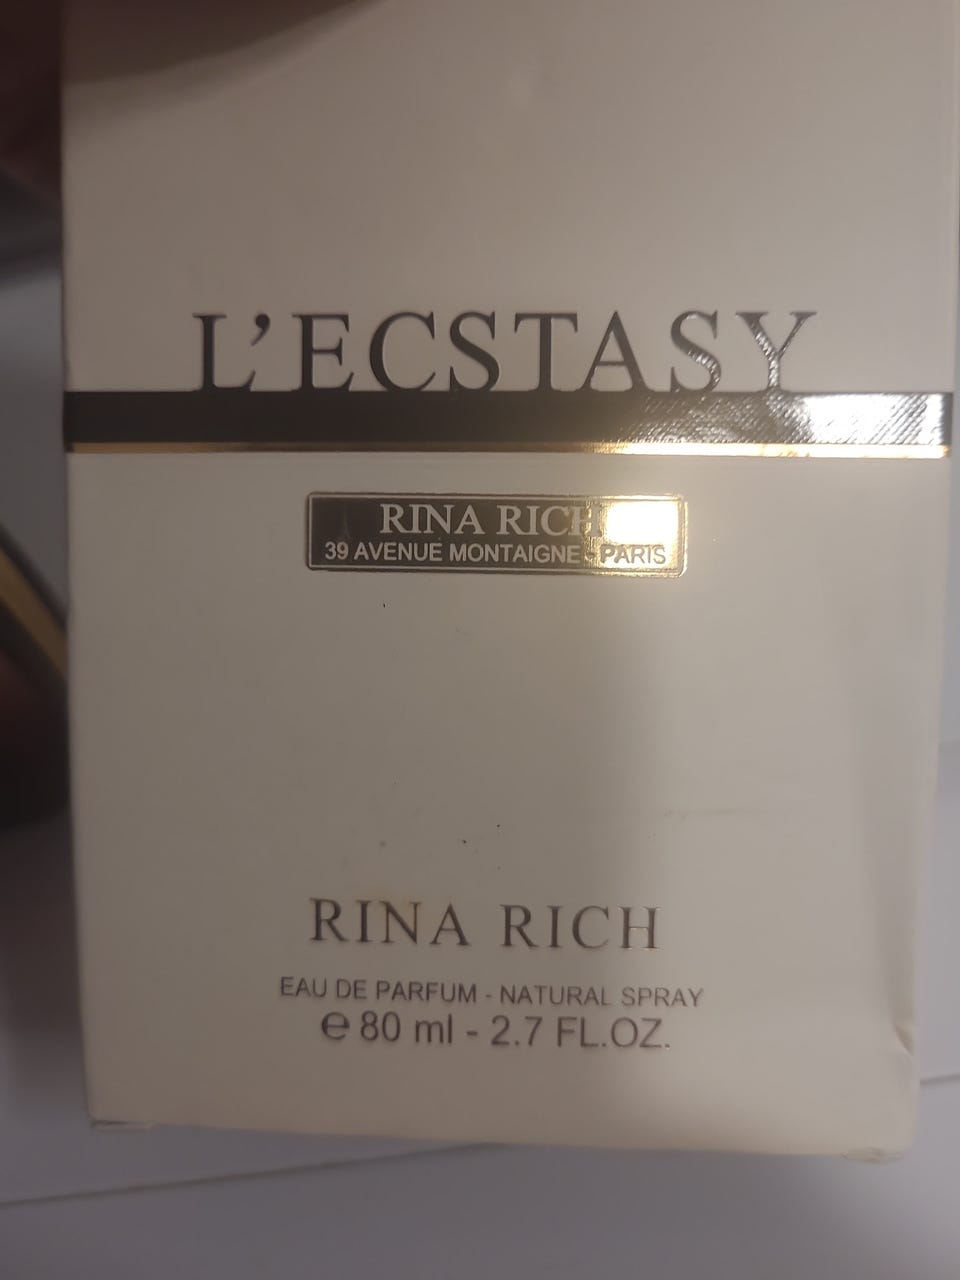 L'ECSTASY
RINA RICH
39 AVENUE MONTAIGNE - PARIS
RINA RICH
EAU DE PARFUM - NATURAL SPRAY
℮ 80 ml - 2.7 FL.OZ.